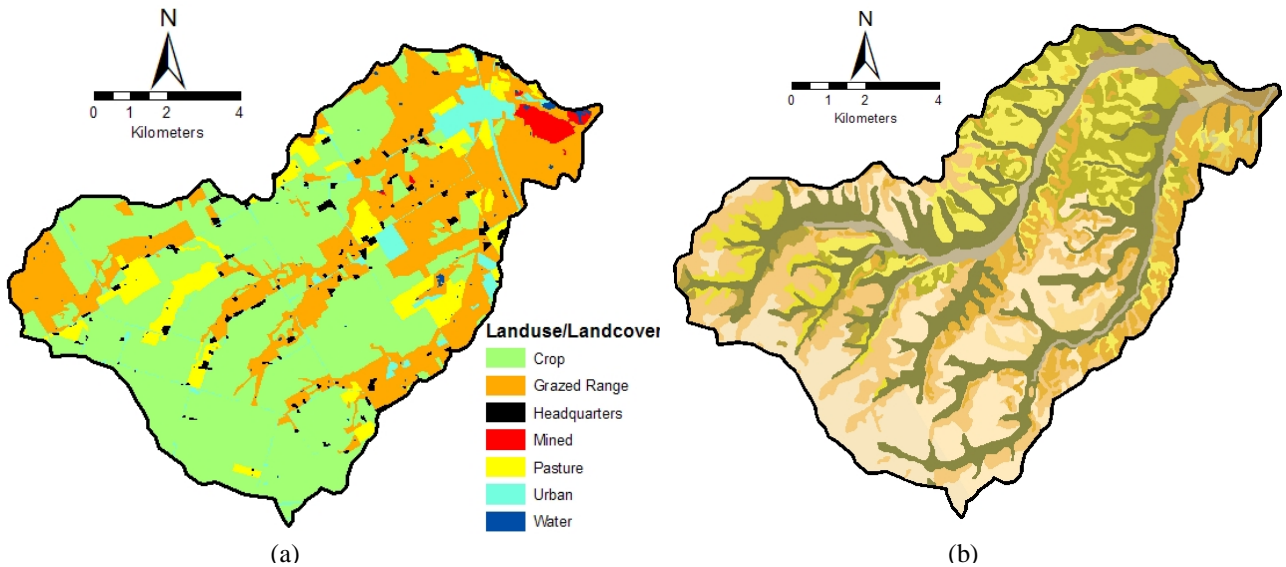 N
0 1 2 4
Kilometers
Landuse/Landcover
Crop
Grazed Range
Headquarters
Mined
Pasture
Urban
Water
(a)
N
0 1 2 4
Kilometers
(b)